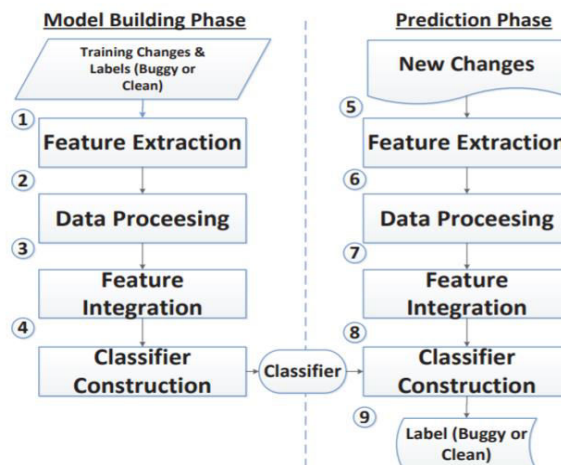 Model Building Phase
Training Changes &
Labels (Buggy or
Clean)
1
Feature Extraction
2
Data Proceesing
3
Feature
Integration
4
Classifier
Construction
Classifier
Prediction Phase
New Changes
5
Feature Extraction
6
Data Proceesing
7
Feature
Integration
8
Classifier
Construction
9
Label (Buggy or
Clean)